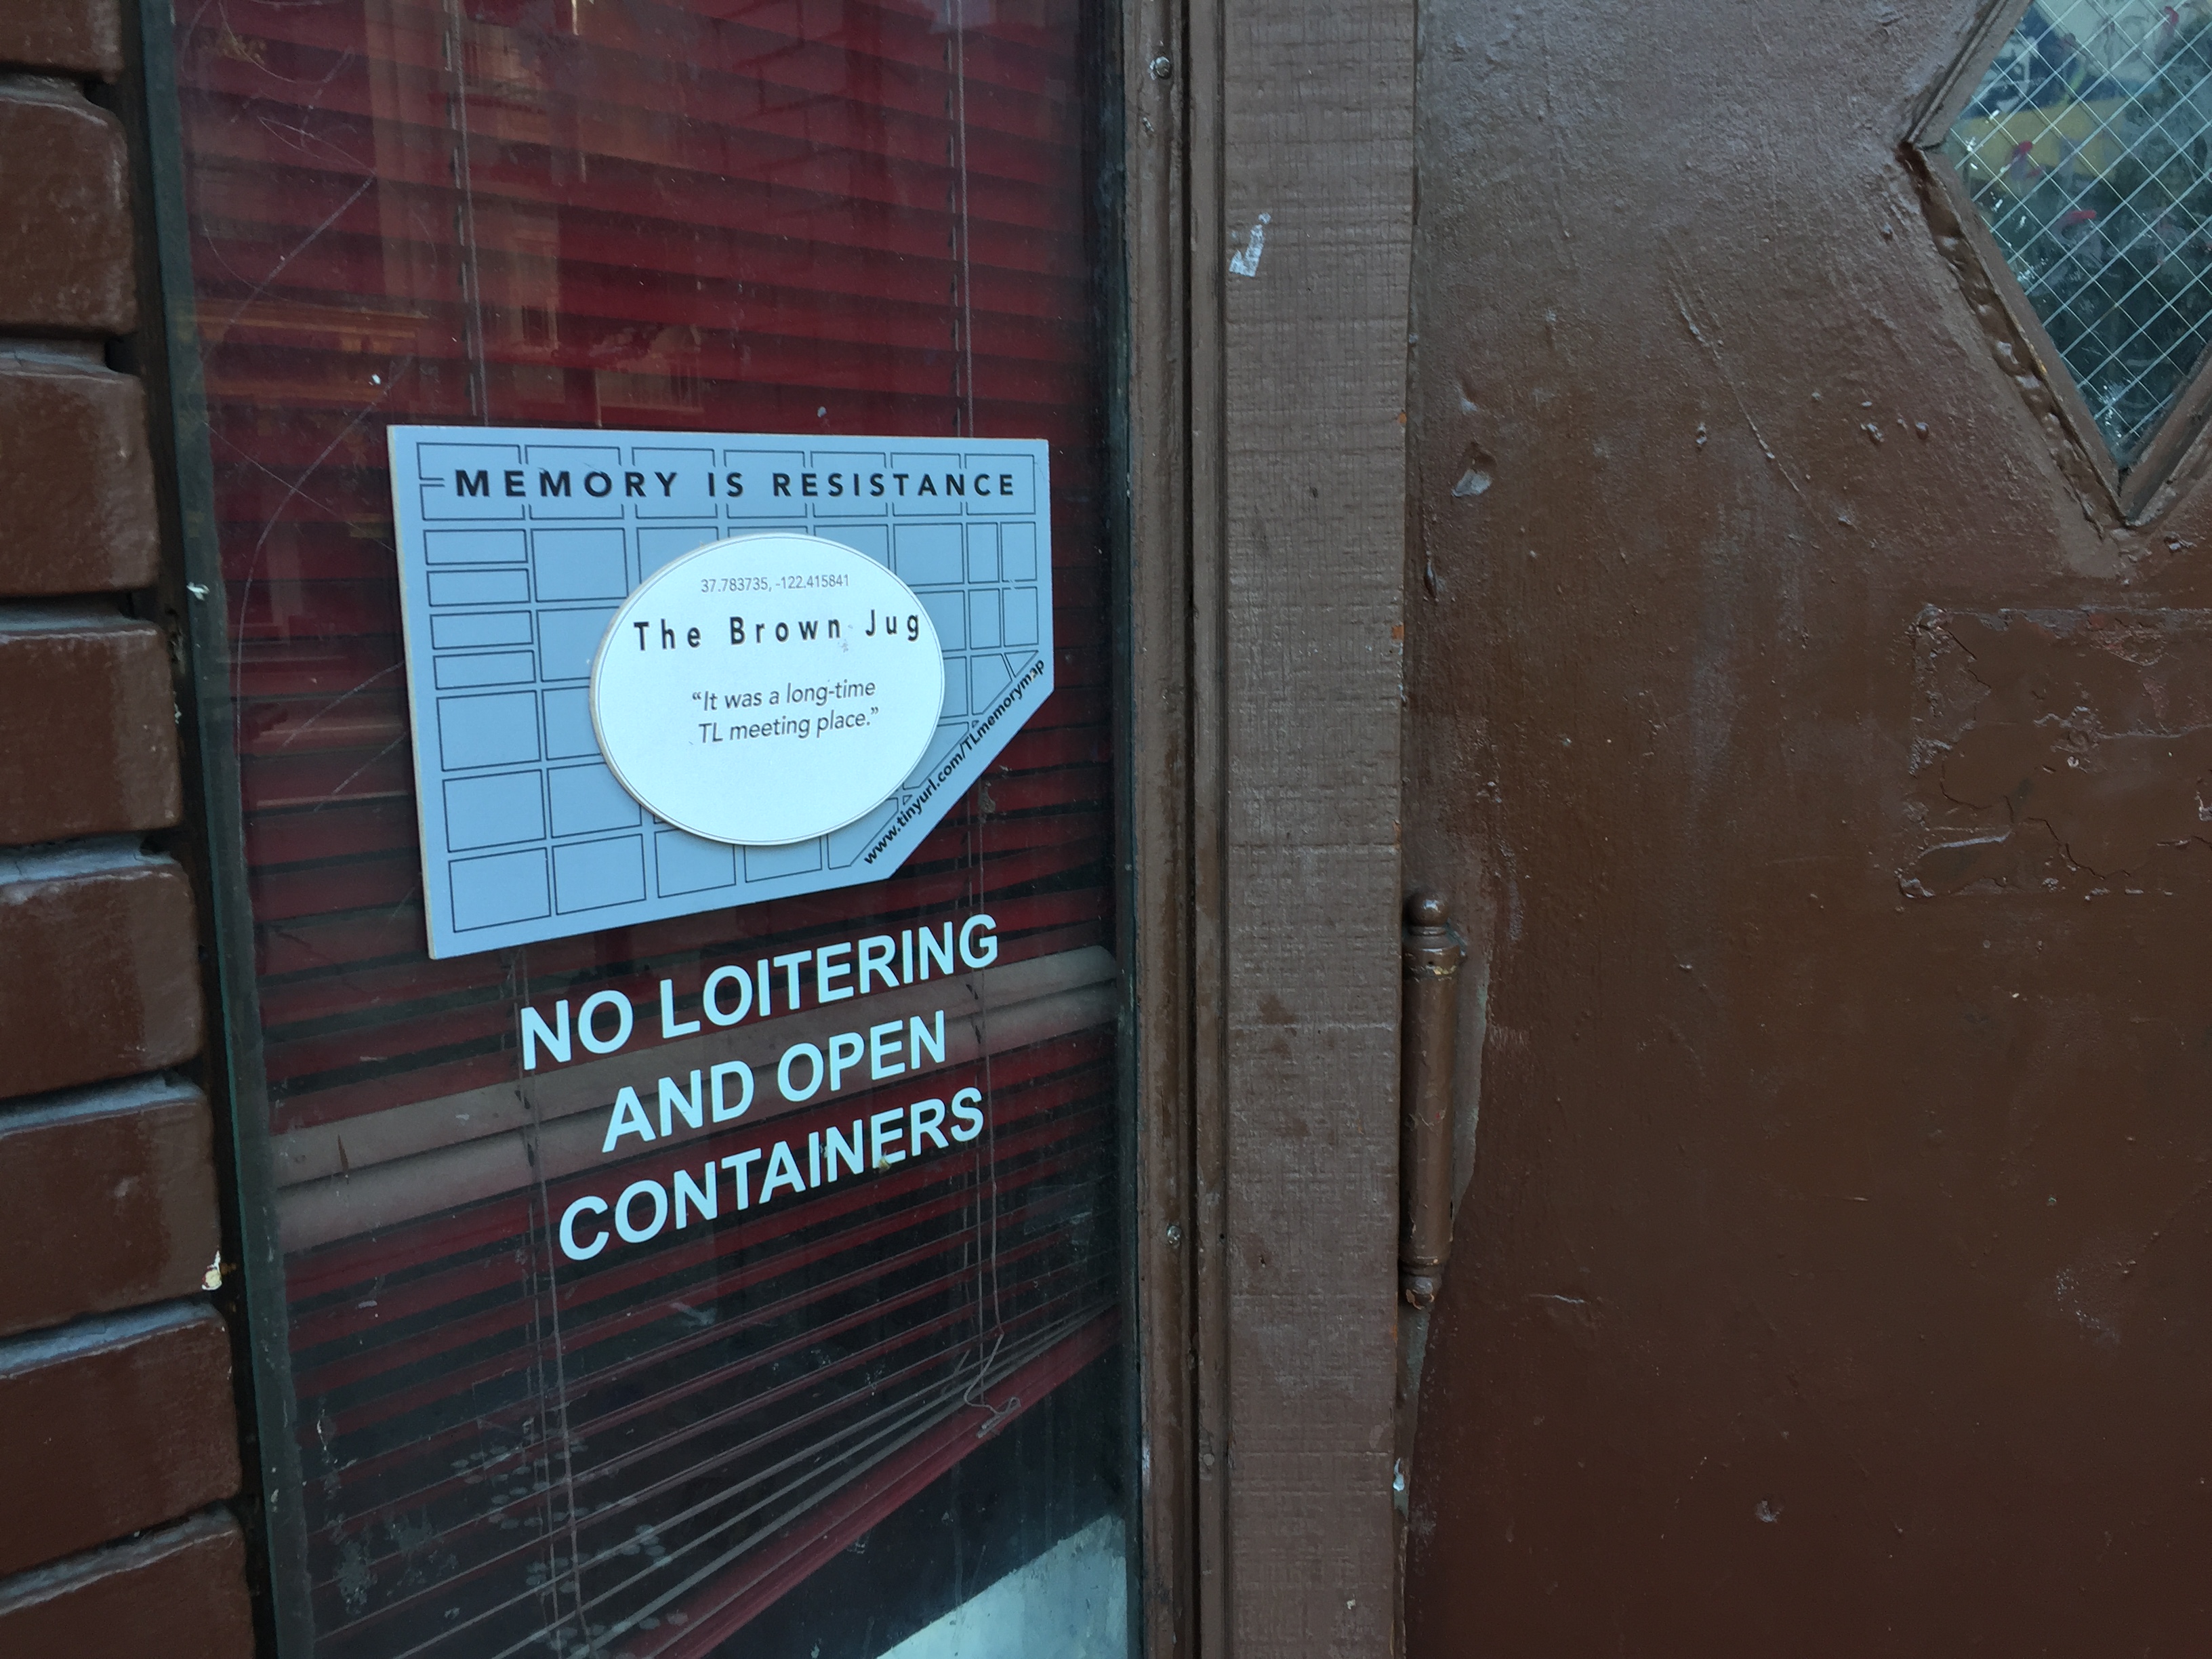 MEMORY IS RESISTANCE
37.783735, -122.415841
The Brown Jug
“It was a long-time
TL meeting place.”
www.tinyurl.com/TLmemorymap
NO LOITERING
AND OPEN
CONTAINERS